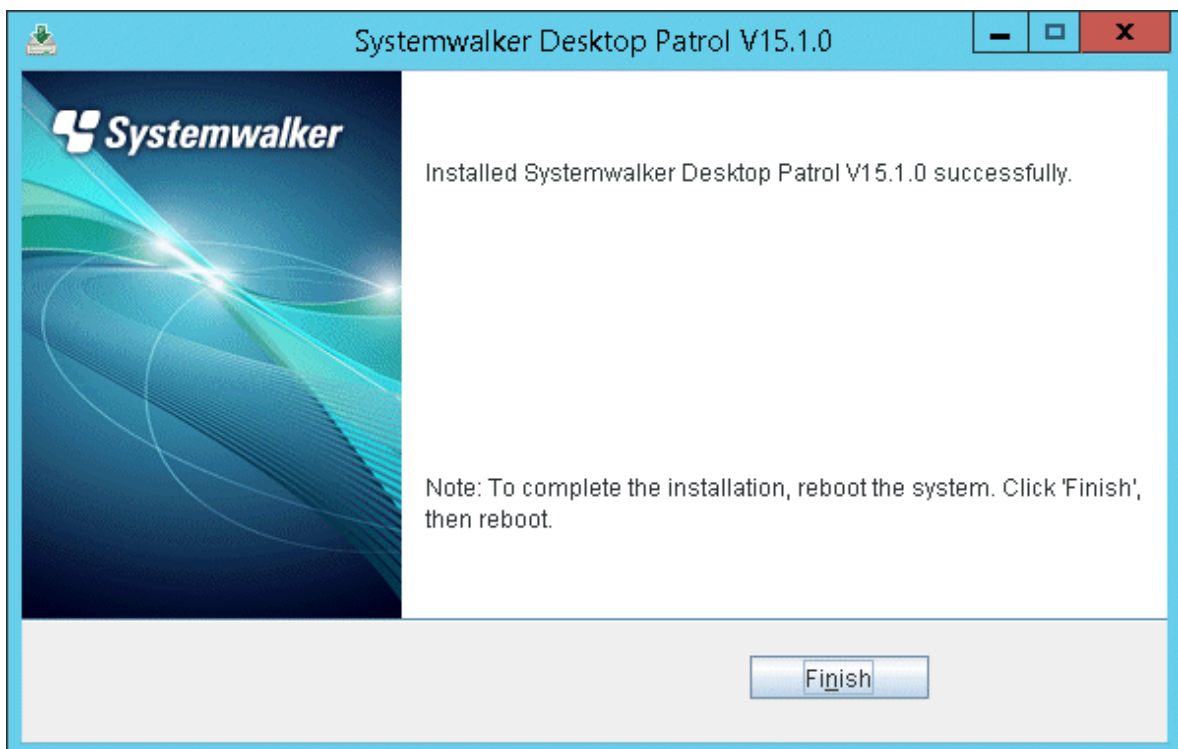 Systemwalker Desktop Patrol V15.1.0
x
Systemwalker
Installed Systemwalker Desktop Patrol V15.1.0 successfully.
Note: To complete the installation, reboot the system. Click 'Finish',
then reboot.
Finish